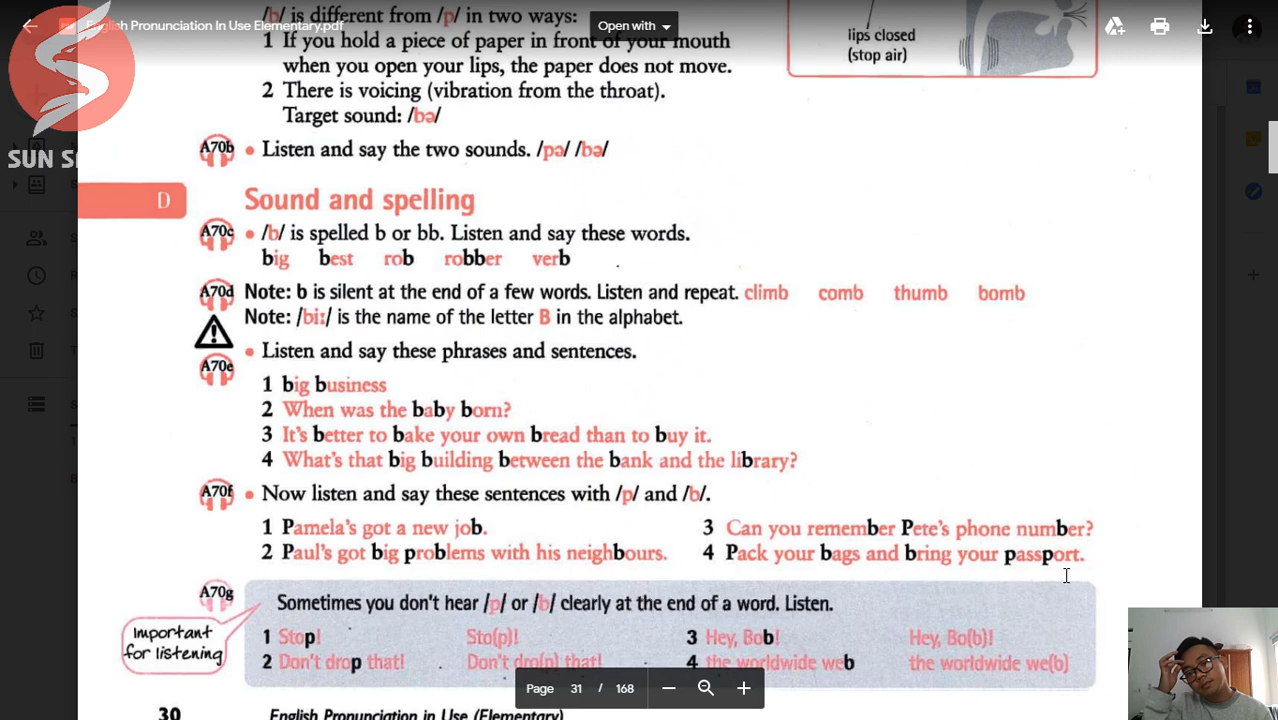 English Pronunciation In Use Elementary.pdf
Open with
/b/ is different from /p/ in two ways:
1 If you hold a piece of paper in front of your mouth
when you open your lips, the paper does not move.
2 There is voicing (vibration from the throat).
Target sound: /bə/
lips closed
(stop air)
A70b • Listen and say the two sounds. /pə/ /bə/
SUN S
D Sound and spelling
A70c • /b/ is spelled b or bb. Listen and say these words.
big best rob robber verb
A70d Note: b is silent at the end of a few words. Listen and repeat. climb comb thumb bomb
Note: /biː/ is the name of the letter B in the alphabet.
A70e • Listen and say these phrases and sentences.
1 big business
2 When was the baby born?
3 It's better to bake your own bread than to buy it.
4 What's that big building between the bank and the library?
A70f • Now listen and say these sentences with /p/ and /b/.
1 Pamela's got a new job.
2 Paul's got big problems with his neighbours.
3 Can you remember Pete's phone number?
4 Pack your bags and bring your passport.
A70g Sometimes you don't hear /p/ or /b/ clearly at the end of a word. Listen.
Important
for listening
1 Stop! Sto(p)! 3 Hey, Bob! Hey, Bo(b)!
2 Don't drop that! Don't dro(p) that! 4 the worldwide web the worldwide we(b)
Page 31 / 168
30 English Pronunciation in Use (Elementary)